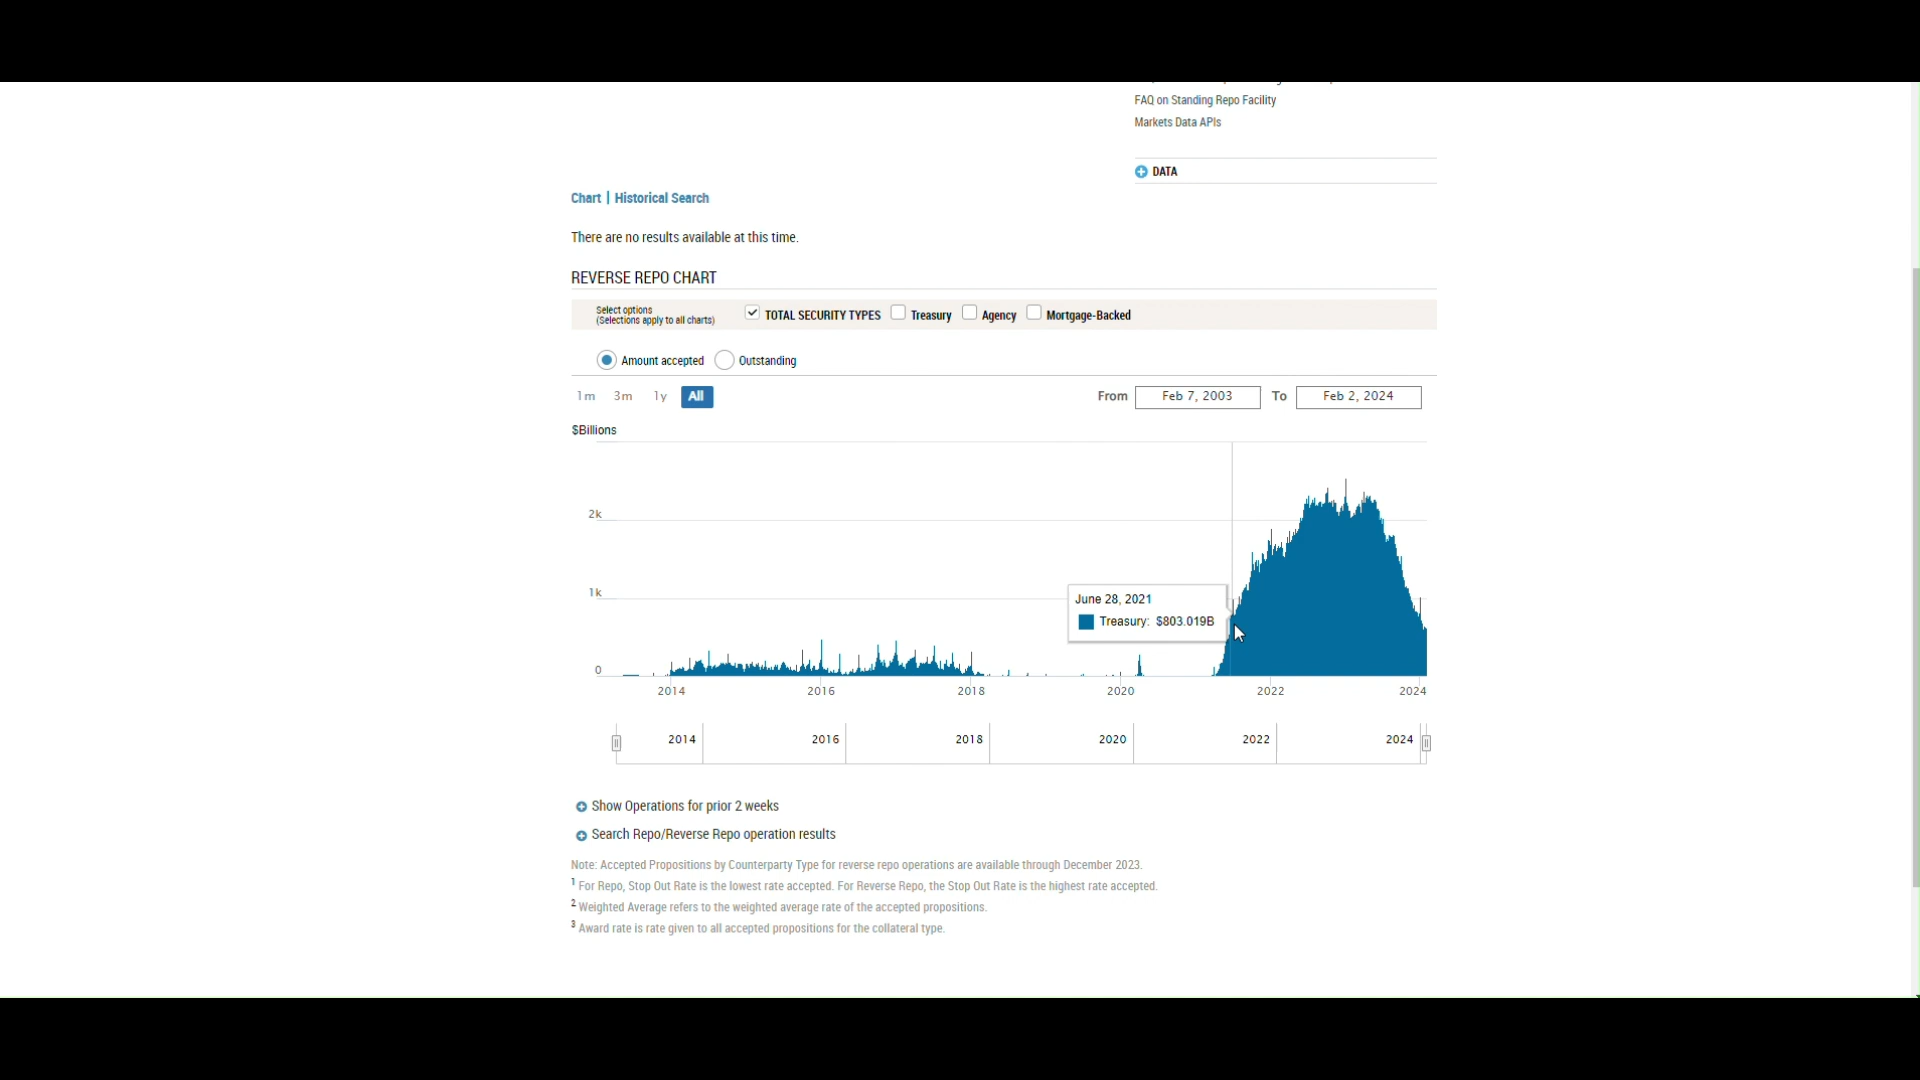 FAQ on Standing Repo Facility
Markets Data APIs
DATA
Chart | Historical Search
There are no results available at this time.
REVERSE REPO CHART
Select options
(Selections apply to all charts)
TOTAL SECURITY TYPES Treasury Agency Mortgage-Backed
Amount accepted Outstanding
1m 3m 1y All From Feb 7, 2003 To Feb 2, 2024
$Billions
2k
1k
0
June 28, 2021
Treasury: $803.019B
2014 2016 2018 2020 2022 2024
2014 2016 2018 2020 2022 2024
Show Operations for prior 2 weeks
Search Repo/Reverse Repo operation results
Note: Accepted Propositions by Counterparty Type for reverse repo operations are available through December 2023.
1 For Repo, Stop Out Rate is the lowest rate accepted. For Reverse Repo, the Stop Out Rate is the highest rate accepted.
2 Weighted Average refers to the weighted average rate of the accepted propositions.
3 Award rate is rate given to all accepted propositions for the collateral type.